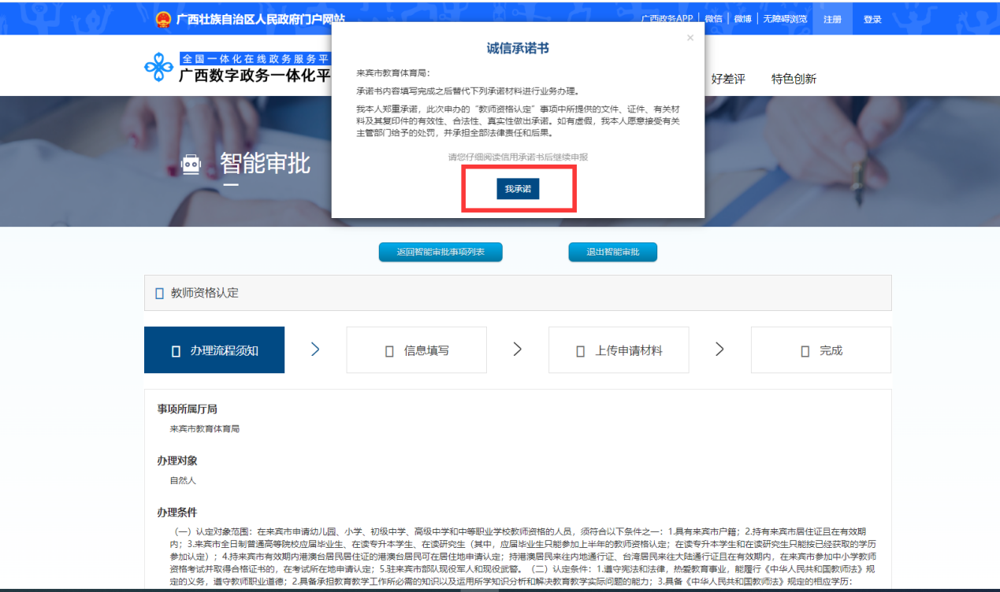 广西壮族自治区人民政府门户网站
广西政务APP 微信 微博 无障碍浏览 注册 登录
全国一体化在线政务服务平
广西数字政务一体化平
好差评 特色创新
诚信承诺书
×
来宾市教育体育局：
承诺书内容填写完成之后替代下列承诺材料进行业务办理。
我本人郑重承诺，此次申办的“教师资格认定”事项中所提供的文件、证件、有关材
料及其复印件的有效性、合法性、真实性做出承诺。如有虚假，我本人愿意接受有关
主管部门给予的处罚，并承担全部法律责任和后果。
请您仔细阅读信用承诺书后继续申报
我承诺
智能审批
返回智能审批事项列表 退出智能审批
教师资格认定
办理流程须知 信息填写 上传申请材料 完成
事项所属厅局
来宾市教育体育局
办理对象
自然人
办理条件
（一）认定对象范围：在来宾市申请幼儿园、小学、初级中学、高级中学和中等职业学校教师资格的人员，须符合以下条件之一：1.具有来宾市户籍；2.持有来宾市居住证且在有效期
内；3.来宾市全日制普通高等院校应届毕业生、在读专升本学生、在读研究生（其中，应届毕业生只能参加上半年的教师资格认定；在读专升本学生和在读研究生只能按已经获取的学历
参加认定）；4.持来宾市有效期内港澳台居民居住证的港澳台居民可在居住地申请认定；持港澳居民来往内地通行证、台湾居民来往大陆通行证且在有效期内，在来宾市参加中小学教师
资格考试并取得合格证书的，在考试所在地申请认定；5.驻来宾市部队现役军人和现役武警。（二）认定条件：1.遵守宪法和法律，热爱教育事业，能履行《中华人民共和国教师法》规
定的义务，遵守教师职业道德；2.具备承担教育教学工作所必需的知识以及运用所学知识分析和解决教育教学实际问题的能力；3.具备《中华人民共和国教师法》规定的相应学历：